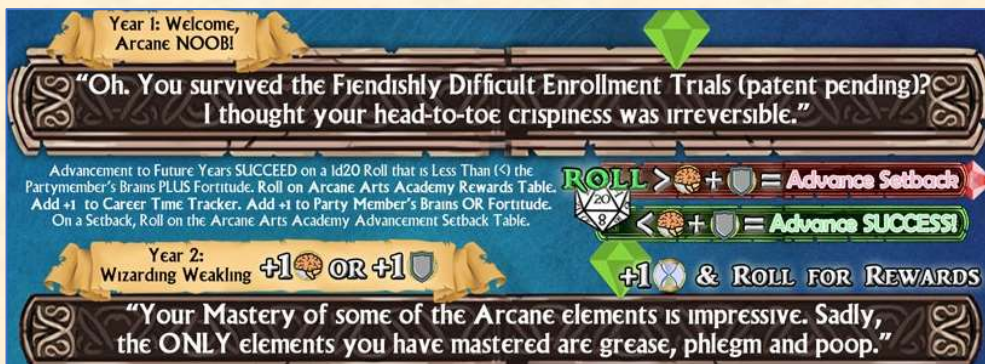 Year 1: Welcome,
Arcane NOOB!
“Oh. You survived the Fiendishly Difficult Enrollment Trials (patent pending)?
I thought your head-to-toe crispiness was irreversible.”
Advancement to Future Years SUCCEED on a 1d20 Roll that is Less Than (<) the
Partymember's Brains PLUS Fortitude. Roll on Arcane Arts Academy Rewards Table.
Add +1 to Career Time Tracker. Add +1 to Party Member's Brains OR Fortitude.
On a Setback, Roll on the Arcane Arts Academy Advancement Setback Table.
ROLL > + = Advance Setback
20
8
< + = Advance SUCCESS!
Year 2:
Wizarding Weakling
+1 OR +1
+1 & ROLL FOR REWARDS
“Your Mastery of some of the Arcane elements is impressive. Sadly,
the ONLY elements you have mastered are grease, phlegm and poop.”